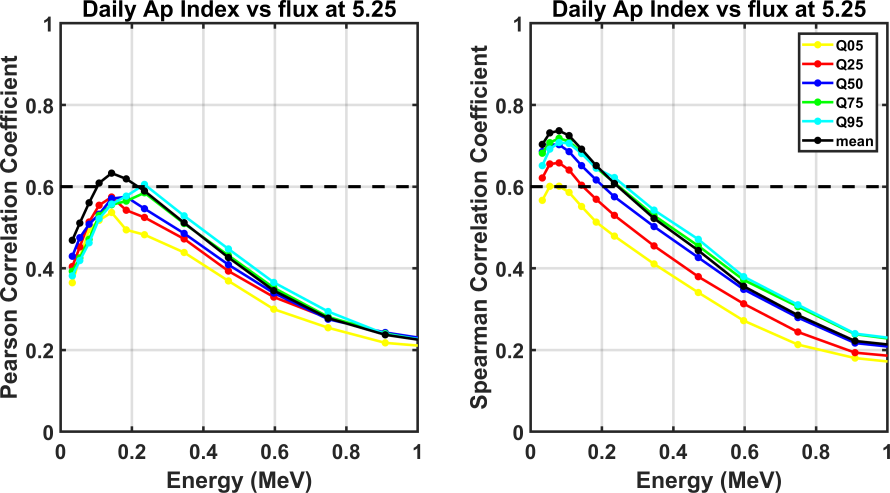 Daily Ap Index vs flux at 5.25
Pearson Correlation Coefficient
1
0.8
0.6
0.4
0.2
0
0
0.2
0.4
0.6
0.8
1
Energy (MeV)
Daily Ap Index vs flux at 5.25
Spearman Correlation Coefficient
1
0.8
0.6
0.4
0.2
0
0
0.2
0.4
0.6
0.8
1
Energy (MeV)
Q05
Q25
Q50
Q75
Q95
mean